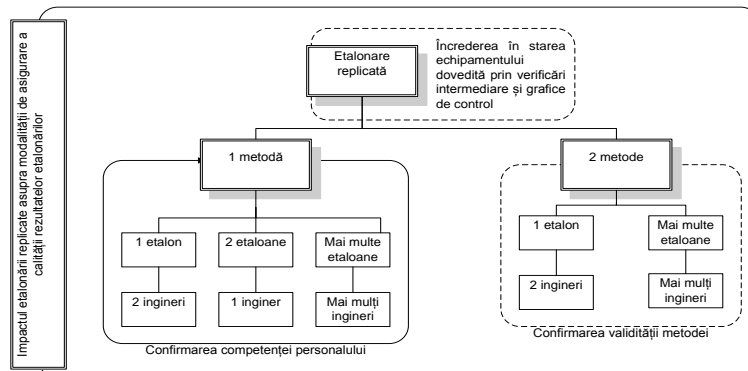 Impactul etalonării replicate asupra modalității de asigurare a
calității rezultatelor etalonărilor
Etalonare
replicată
Încrederea în starea
echipamentului
dovedită prin verificări
intermediare și grafice
de control
1 metodă
2 metode
1 etalon
2 etaloane
Mai multe
etaloane
2 ingineri
1 inginer
Mai mulți
ingineri
1 etalon
Mai multe
etaloane
2 ingineri
Mai mulți
ingineri
Confirmarea competenței personalului
Confirmarea validității metodei